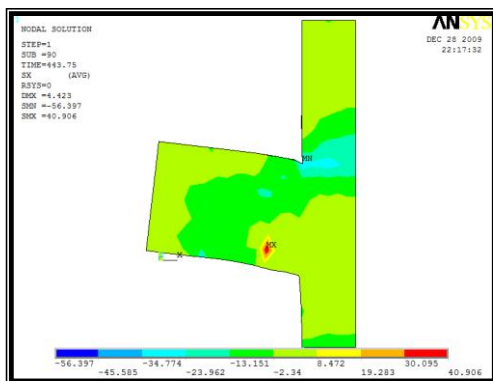 NODAL SOLUTION
STEP=1
SUB =90
TIME=443.75
SX (AVG)
RSYS=0
DMX =4.423
SMN =-56.397
SMX =40.906
ANSYS
DEC 28 2009
22:17:32
MN
MX
X
-56.397 -34.774 -13.151 8.472 30.095
-45.585 -23.962 -2.34 19.283 40.906